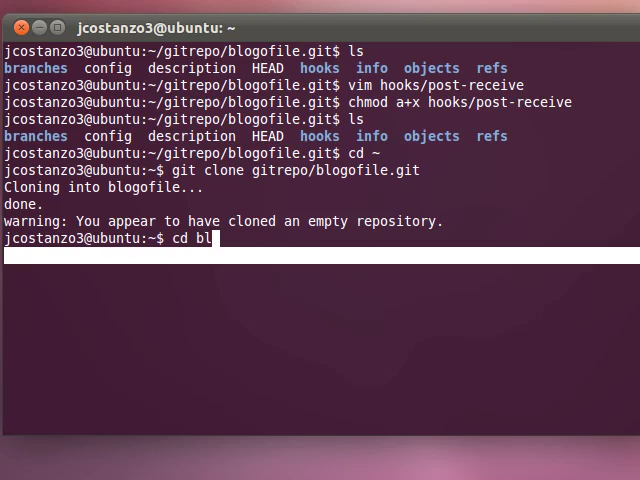 jcostanzo3@ubuntu: ~
jcostanzo3@ubuntu:~/gitrepo/blogofile.git$ ls
branches config description HEAD hooks info objects refs
jcostanzo3@ubuntu:~/gitrepo/blogofile.git$ vim hooks/post-receive
jcostanzo3@ubuntu:~/gitrepo/blogofile.git$ chmod a+x hooks/post-receive
jcostanzo3@ubuntu:~/gitrepo/blogofile.git$ ls
branches config description HEAD hooks info objects refs
jcostanzo3@ubuntu:~/gitrepo/blogofile.git$ cd ~
jcostanzo3@ubuntu:~$ git clone gitrepo/blogofile.git
Cloning into blogofile...
done.
warning: You appear to have cloned an empty repository.
jcostanzo3@ubuntu:~$ cd bl